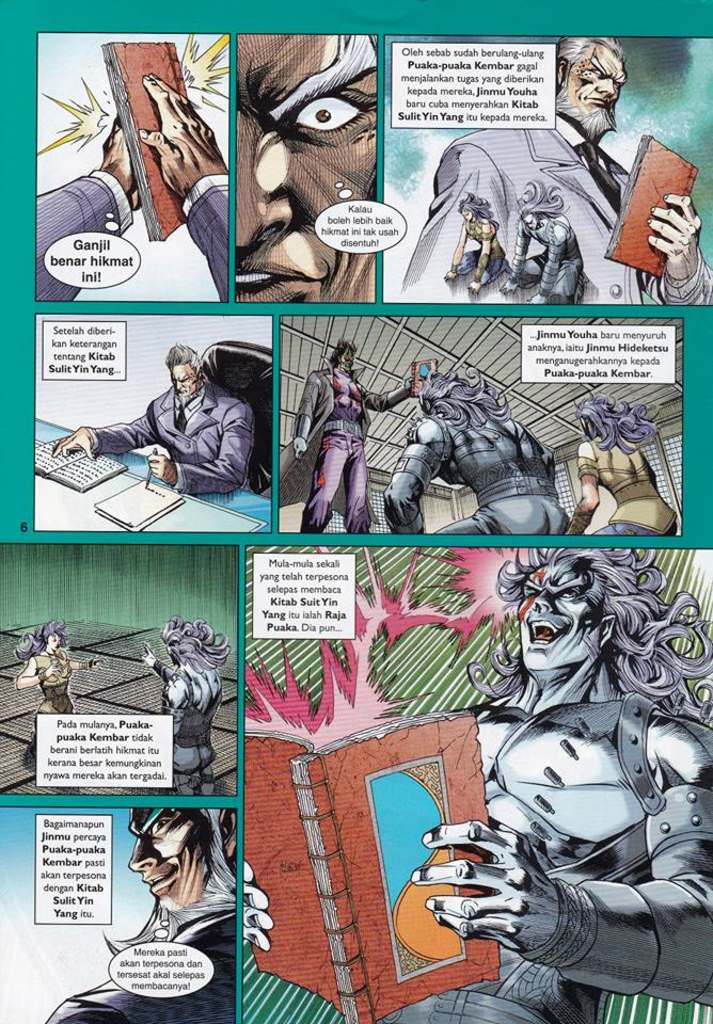 Ganjil
benar hikmat
ini!
Kalau
boleh lebih baik
hikmat ini tak usah
disentuh!
Oleh sebab sudah berulang-ulang
Puaka-puaka Kembar gagal
menjalankan tugas yang diberikan
kepada mereka, Jinmu Youha
baru cuba menyerahkan Kitab
Sulit Yin Yang itu kepada mereka.
Setelah diberi-
kan keterangan
tentang Kitab
Sulit Yin Yang...
...Jinmu Youha baru menyuruh
anaknya, iaitu Jinmu Hideketsu
menganugerahkannya kepada
Puaka-puaka Kembar.
6
Pada mulanya, Puaka-
puaka Kembar tidak
berani berlatih hikmat itu
kerana besar kemungkinan
nyawa mereka akan tergadai.
Mula-mula sekali
yang telah terpesona
selepas membaca
Kitab Suit Yin
Yang itu ialah Raja
Puaka. Dia pun...
Bagaimanapun
Jinmu percaya
Puaka-puaka
Kembar pasti
akan terpesona
dengan Kitab
Sulit Yin
Yang itu.
Mereka pasti
akan terpesona dan
tersesat akal selepas
membacanya!